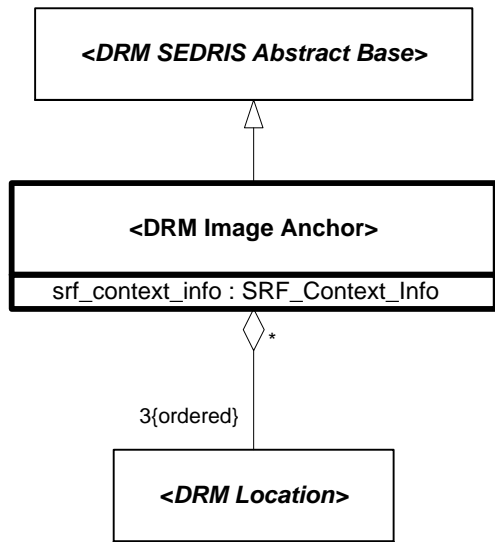 <DRM SEDRIS Abstract Base>
<DRM Image Anchor>
srf_context_info : SRF_Context_Info
*
3{ordered}
<DRM Location>